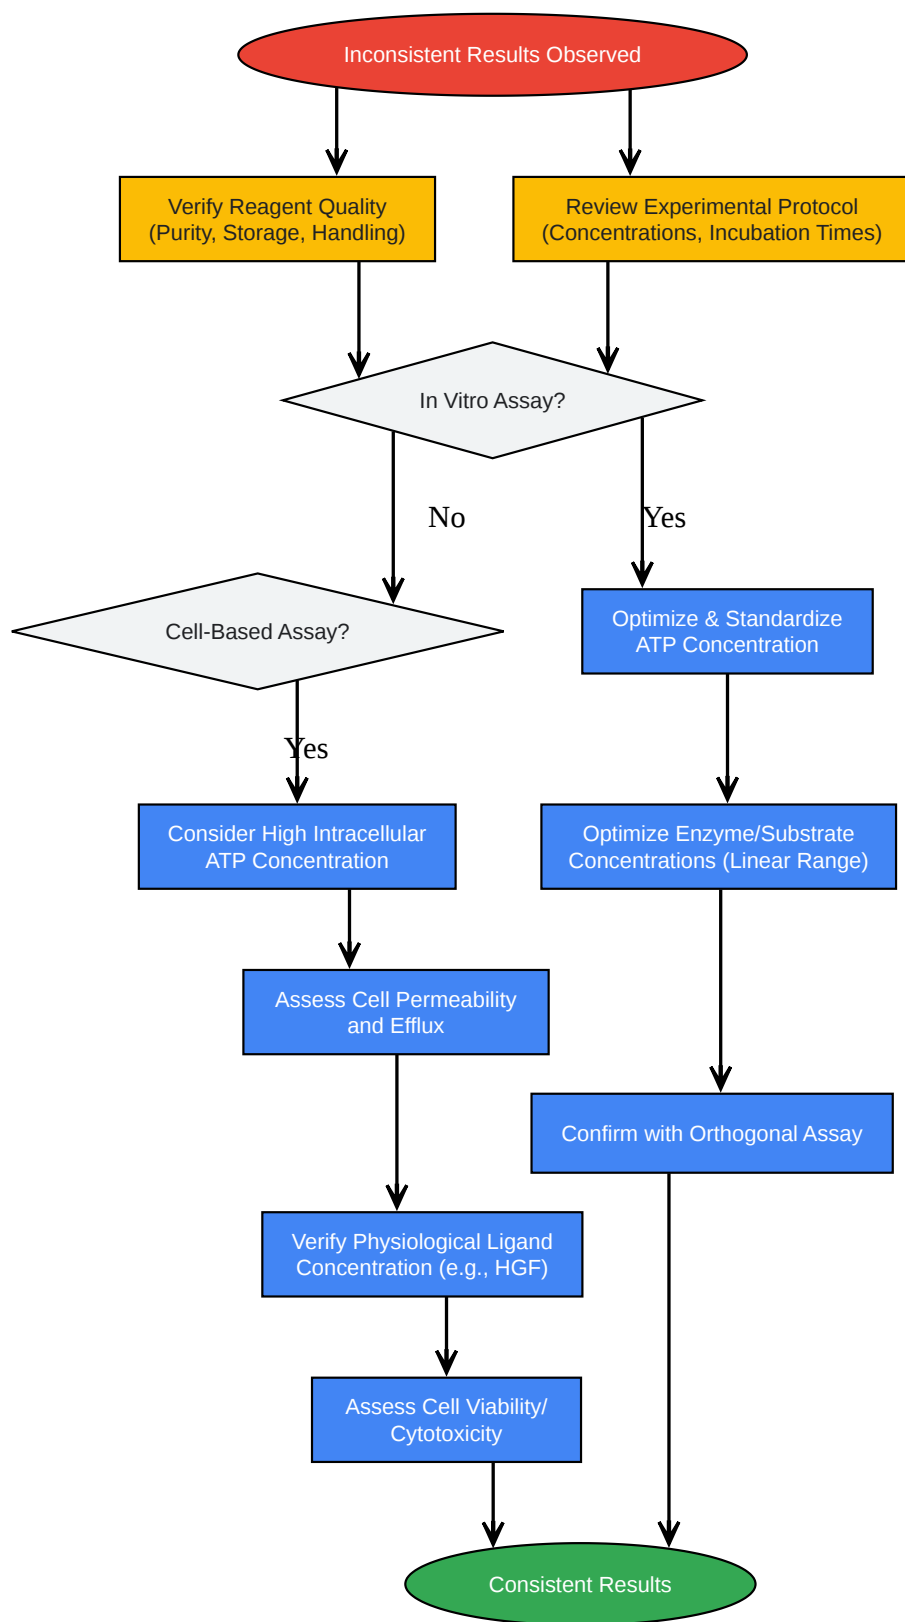 Inconsistent Results Observed
Verify Reagent Quality
(Purity, Storage, Handling)
Review Experimental Protocol
(Concentrations, Incubation Times)
In Vitro Assay?
No
Yes
Cell-Based Assay?
Optimize & Standardize
ATP Concentration
Yes
Consider High Intracellular
ATP Concentration
Optimize Enzyme/Substrate
Concentrations (Linear Range)
Assess Cell Permeability
and Efflux
Confirm with Orthogonal Assay
Verify Physiological Ligand
Concentration (e.g., HGF)
Assess Cell Viability/
Cytotoxicity
Consistent Results